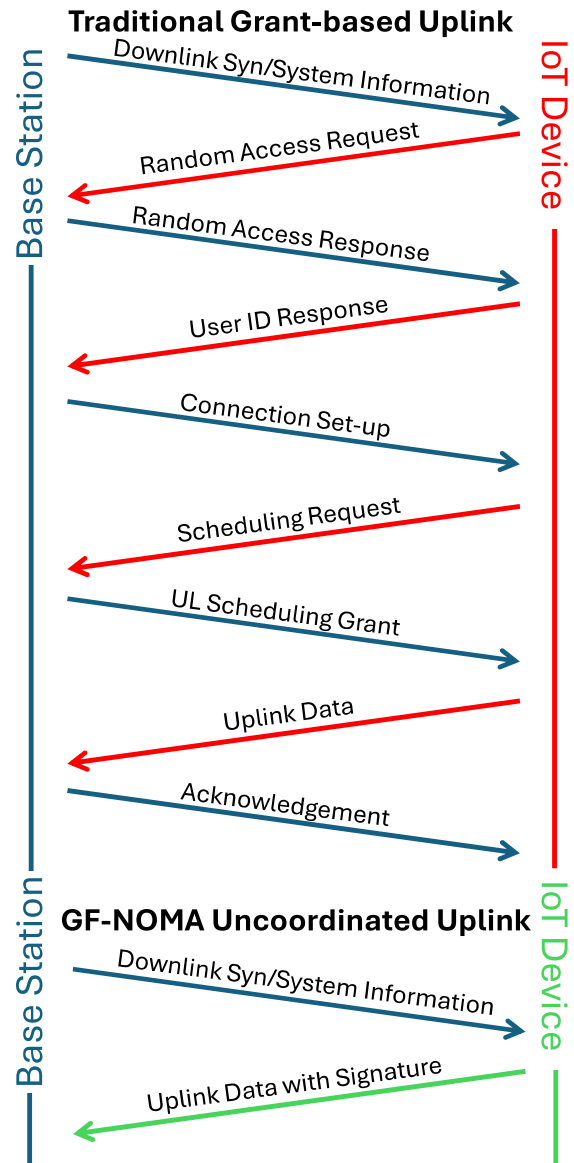 Traditional Grant-based Uplink
Base Station
IoT Device
Downlink Syn/System Information
Random Access Request
Random Access Response
User ID Response
Connection Set-up
Scheduling Request
UL Scheduling Grant
Uplink Data
Acknowledgement
GF-NOMA Uncoordinated Uplink
Base Station
IoT Device
Downlink Syn/System Information
Uplink Data with Signature